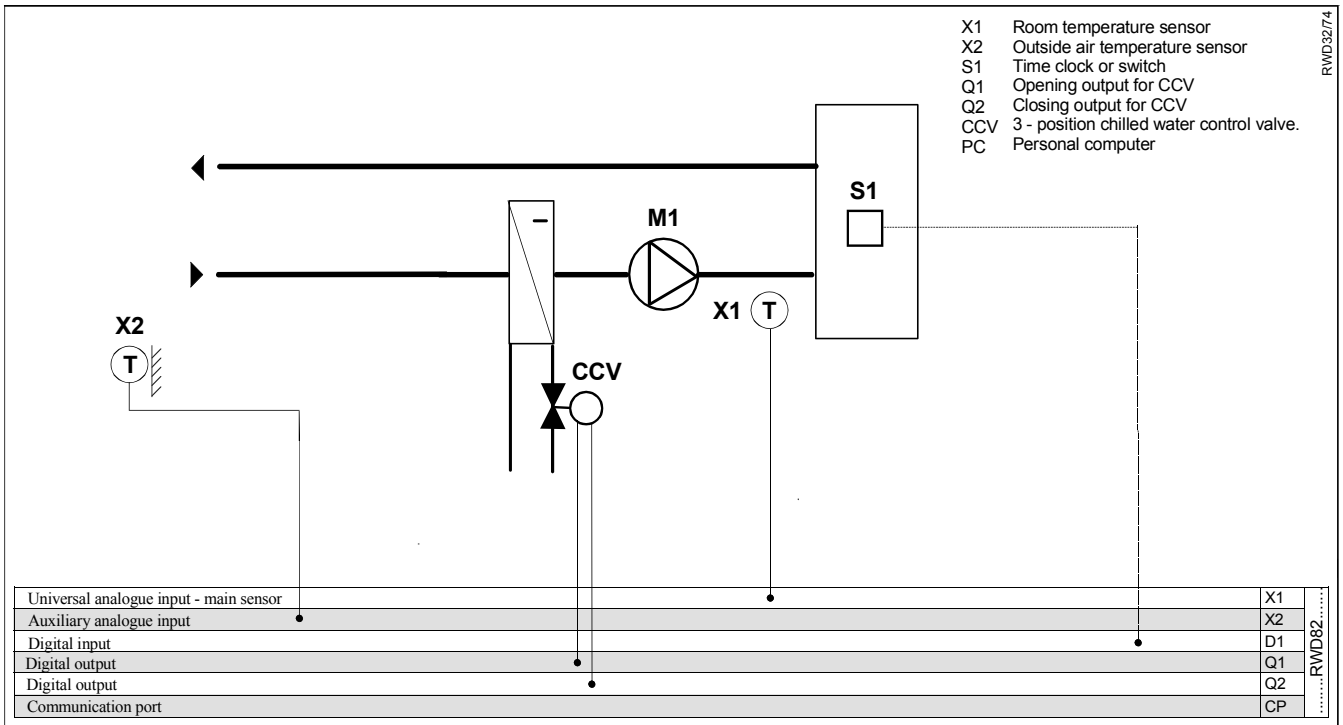 X1 Room temperature sensor
X2 Outside air temperature sensor
S1 Time clock or switch
Q1 Opening output for CCV
Q2 Closing output for CCV
CCV 3 - position chilled water control valve.
PC Personal computer
RWD32/74
S1
M1
X1 T
X2
T
CCV
Universal analogue input - main sensor X1
Auxiliary analogue input X2
Digital input D1
Digital output Q1
Digital output Q2
Communication port CP
........RWD82......